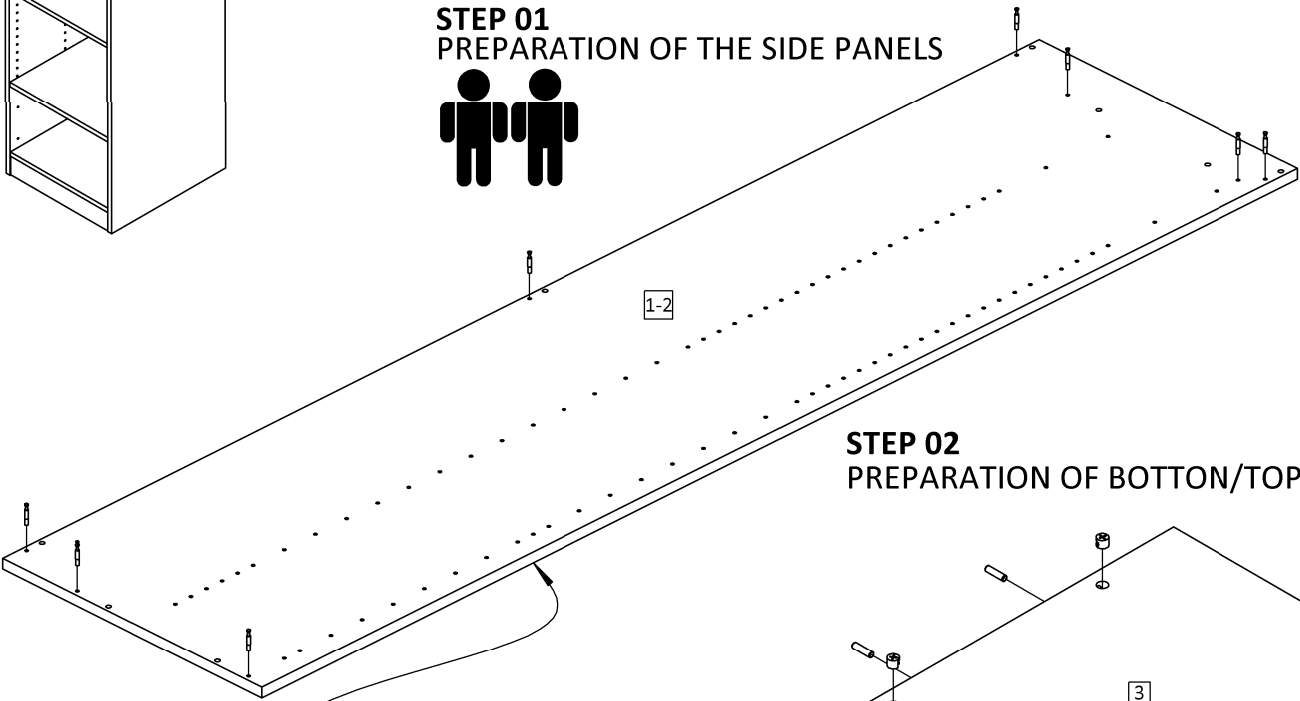 STEP 01
PREPARATION OF THE SIDE PANELS
1-2
STEP 02
PREPARATION OF BOTTON/TOP
3